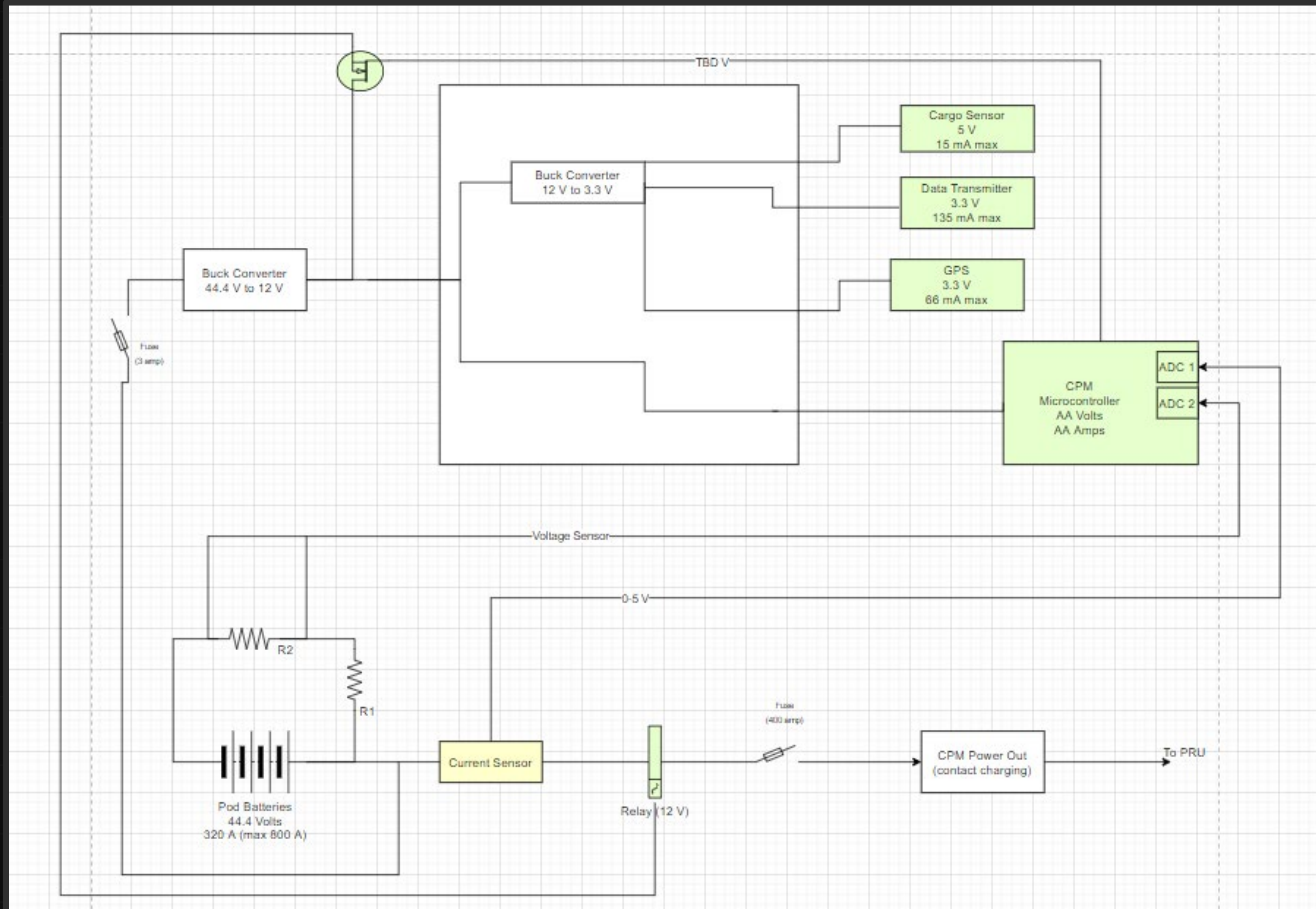 TBD V
Cargo Sensor
5 V
15 mA max
Buck Converter
12 V to 3.3 V
Data Transmitter
3.3 V
135 mA max
Buck Converter
44.4 V to 12 V
GPS
3.3 V
66 mA max
Fuse
(3 amp)
ADC 1
CPM
Microcontroller
AA Volts
AA Amps
ADC 2
Voltage Sensor
0-5 V
R2
R1
Fuse
(400 amp)
Current Sensor
CPM Power Out
(contact charging)
To PRU
Pod Batteries
44.4 Volts
320 A (max 800 A)
Relay (12 V)